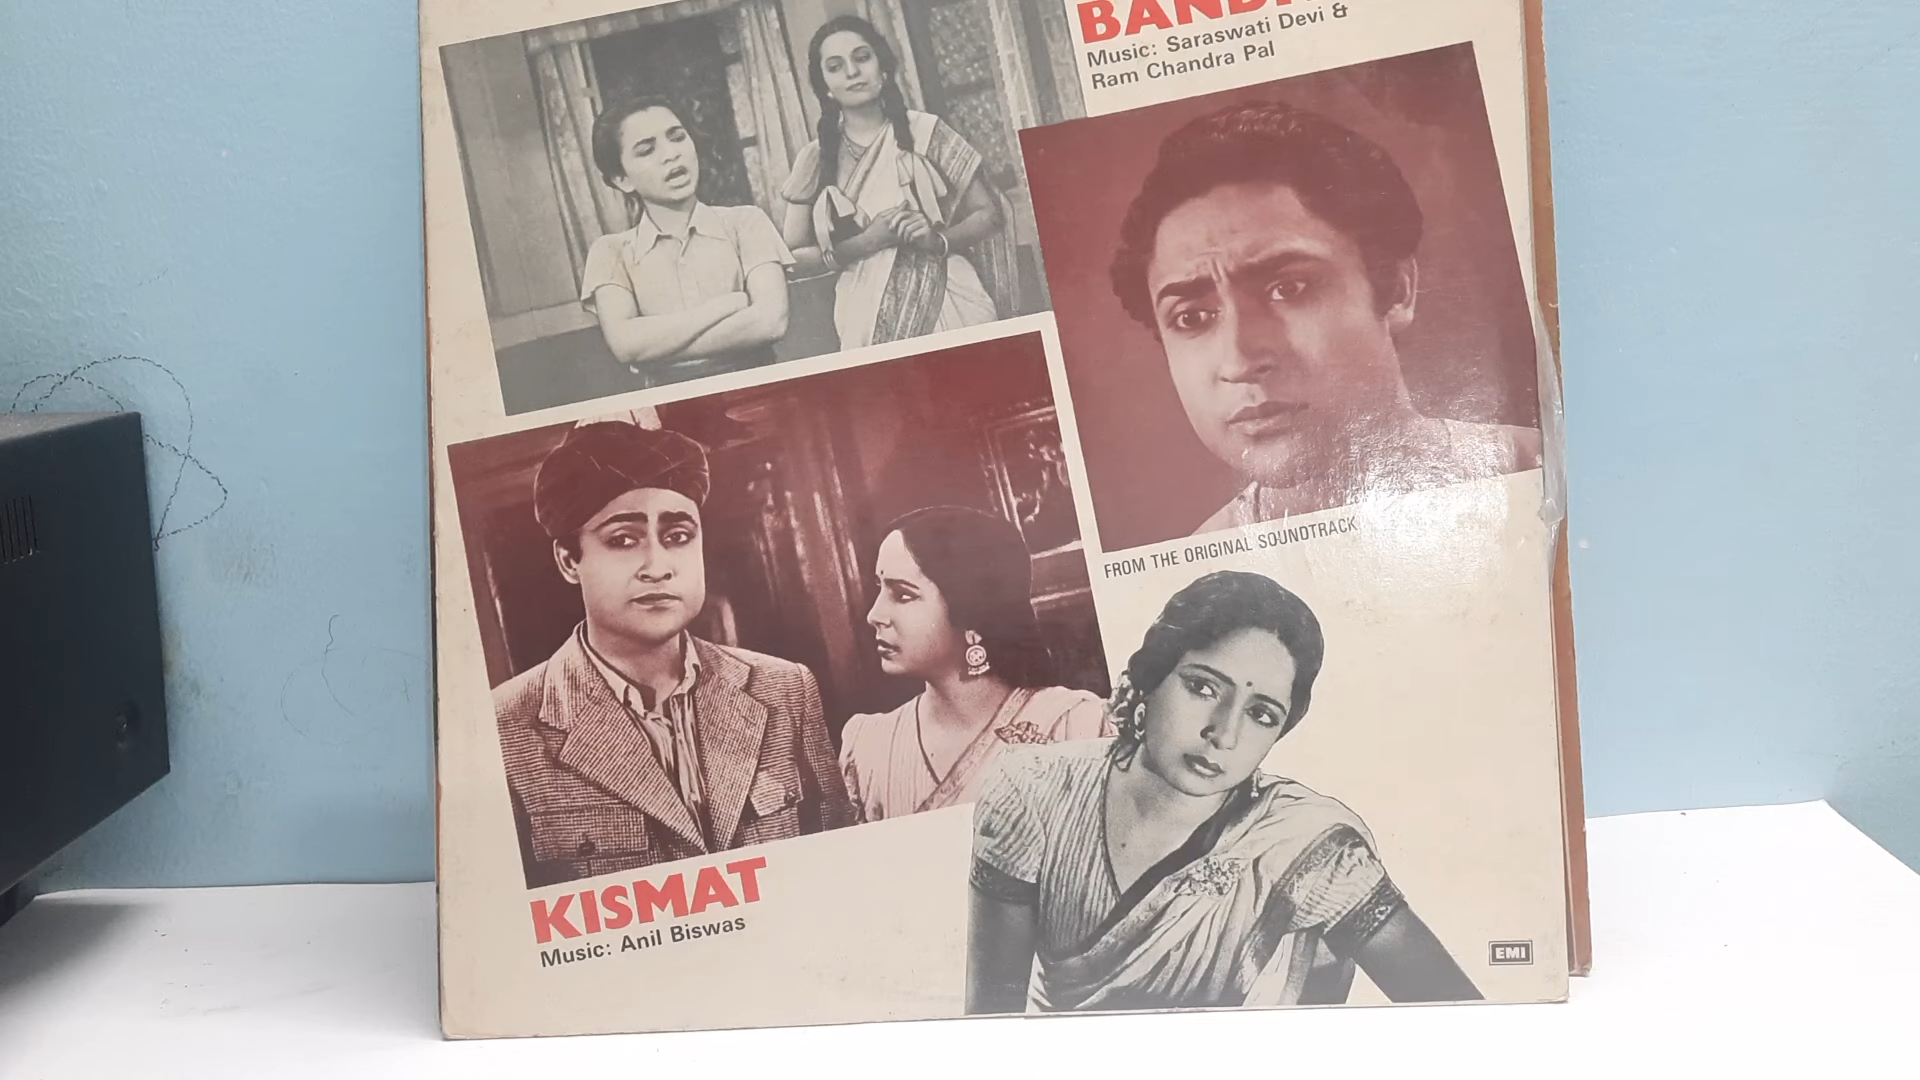 Music: Saraswati Devi &
Ram Chandra Pal
FROM THE ORIGINAL SOUNDTRACK
KISMAT
Music: Anil Biswas
EMI